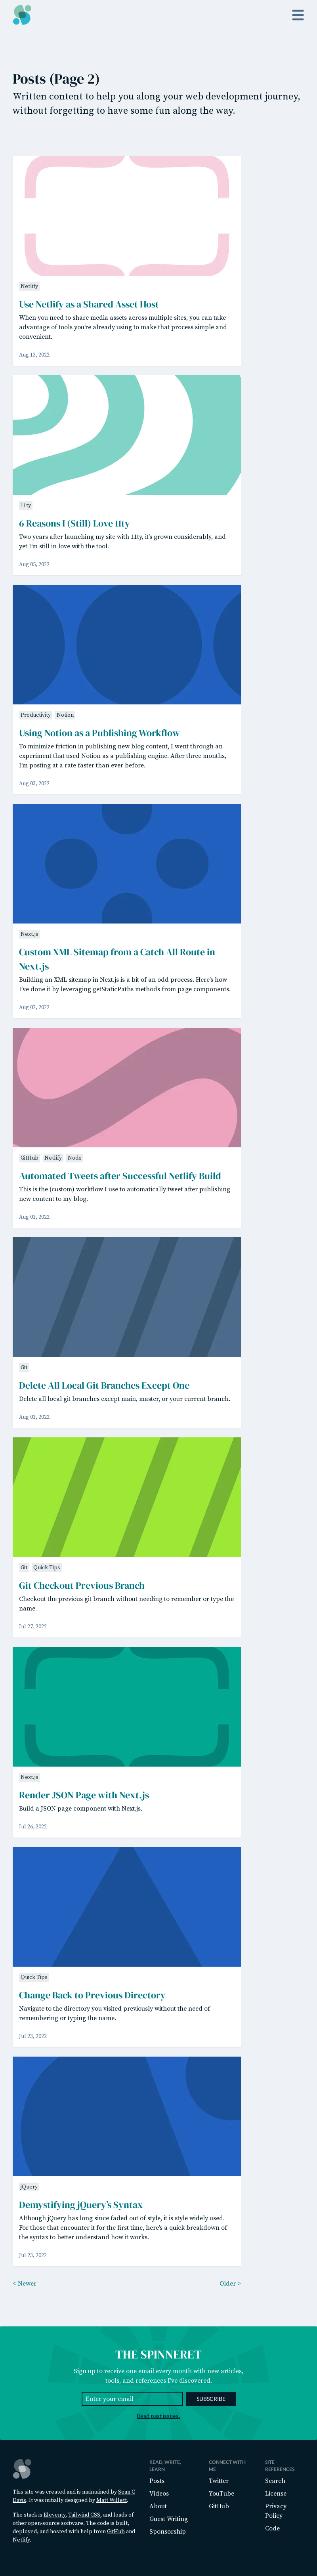 Posts (Page 2)
Written content to help you along your web development journey,
without forgetting to have some fun along the way.
Netlify
Use Netlify as a Shared Asset Host
When you need to share media assets across multiple sites, you can take
advantage of tools you're already using to make that process simple and
convenient.
Aug 13, 2022
11ty
6 Reasons I (Still) Love 11ty
Two years after launching my site with 11ty, it's grown considerably, and
yet I'm still in love with the tool.
Aug 05, 2022
Productivity Notion
Using Notion as a Publishing Workflow
To minimize friction in publishing new blog content, I went through an
experiment that used Notion as a publishing engine. After three months,
I'm posting at a rate faster than ever before.
Aug 03, 2022
Next.js
Custom XML Sitemap from a Catch All Route in
Next.js
Building an XML sitemap in Next.js is a bit of an odd process. Here's how
I've done it by leveraging getStaticPaths methods from page components.
Aug 02, 2022
GitHub Netlify Node
Automated Tweets after Successful Netlify Build
This is the (custom) workflow I use to automatically tweet after publishing
new content to my blog.
Aug 01, 2022
Git
Delete All Local Git Branches Except One
Delete all local git branches except main, master, or your current branch.
Aug 01, 2022
Git Quick Tips
Git Checkout Previous Branch
Checkout the previous git branch without needing to remember or type the
name.
Jul 27, 2022
Next.js
Render JSON Page with Next.js
Build a JSON page component with Next.js.
Jul 26, 2022
Quick Tips
Change Back to Previous Directory
Navigate to the directory you visited previously without the need of
remembering or typing the name.
Jul 23, 2022
jQuery
Demystifying jQuery's Syntax
Although jQuery has long since faded out of style, it is style widely used.
For those that encounter it for the first time, here's a quick breakdown of
the syntax to better understand how it works.
Jul 23, 2022
< Newer Older >
THE SPINNERET
Sign up to receive one email every month with new articles,
tools, and references I've discovered.
Enter your email SUBSCRIBE
Read past issues.
This site was created and is maintained by Sean C
Davis. It was initially designed by Matt Willett.
The stack is Eleventy, Tailwind CSS, and loads of
other open-source software. The code is built,
deployed, and hosted with help from GitHub and
Netlify.
READ, WRITE,
LEARN
Posts
Videos
About
Guest Writing
Sponsorship
CONNECT WITH
ME
Twitter
YouTube
GitHub
SITE
REFERENCES
Search
License
Privacy
Policy
Code